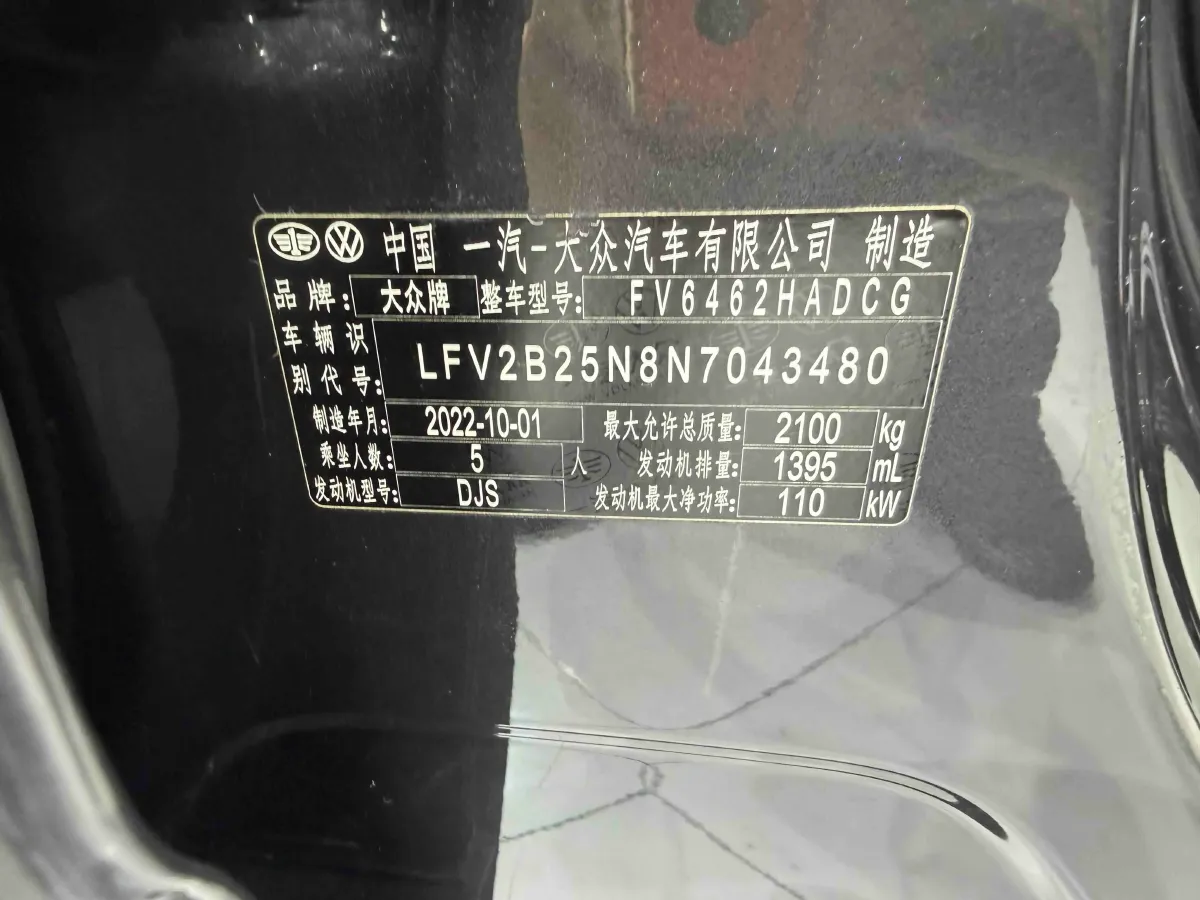 中国 一汽-大众汽车有限公司 制造
品牌: 大众牌 整车型号: FV6462HADCG
车辆识别代号: LFV2B25N8N7043480
制造年月: 2022-10-01 最大允许总质量: 2100 kg
乘坐人数: 5 人 发动机排量: 1395 mL
发动机型号: DJS 发动机最大净功率: 110 kW